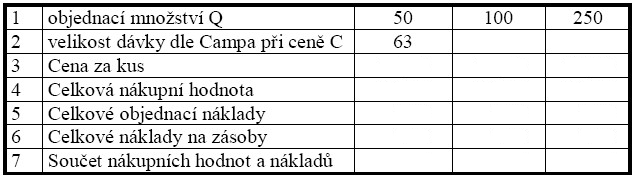 1 objednací množství Q 50 100 250
2 velikost dávky dle Campa při ceně C 63
3 Cena za kus
4 Celková nákupní hodnota
5 Celkové objednací náklady
6 Celkové náklady na zásoby
7 Součet nákupních hodnot a nákladů